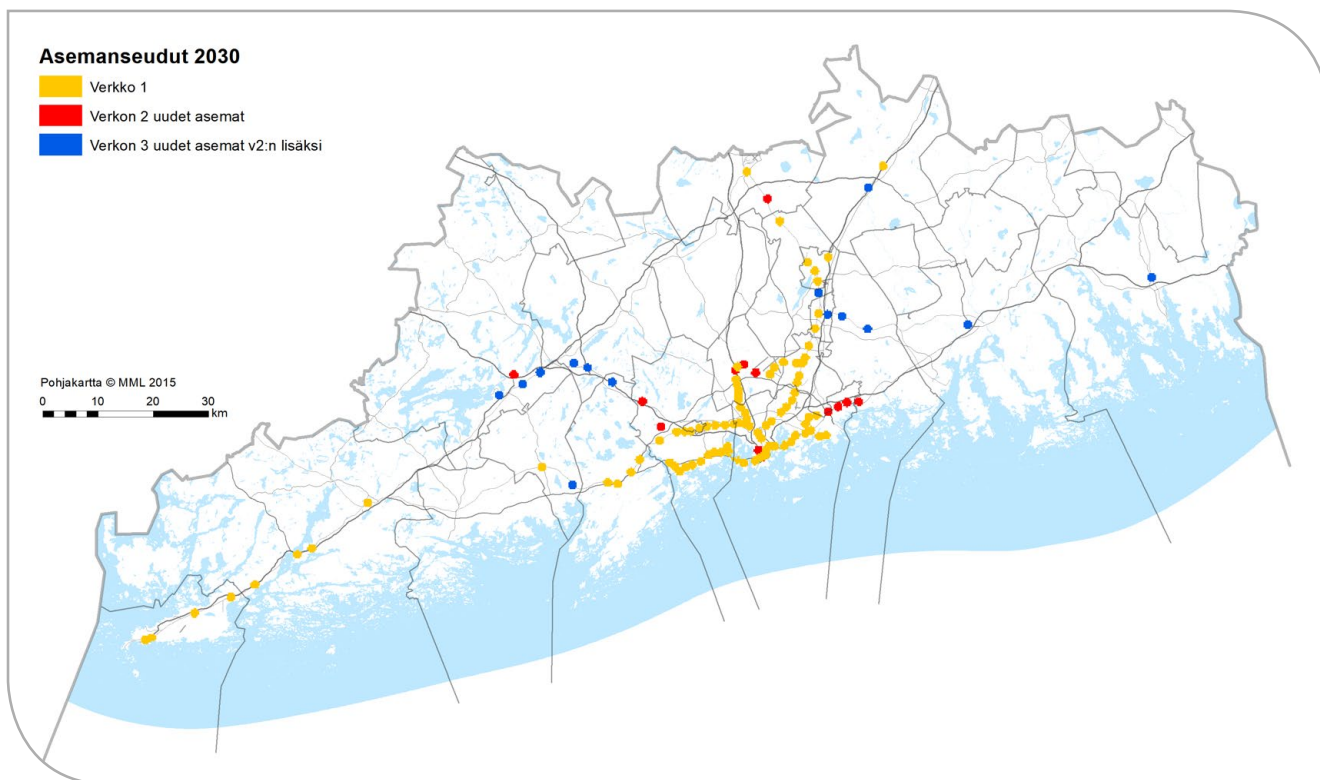 Asemanseudut 2030
Verkko 1
Verkon 2 uudet asemat
Verkon 3 uudet asemat v2:n lisäksi
Pohjakartta © MML 2015
0 10 20 30
km